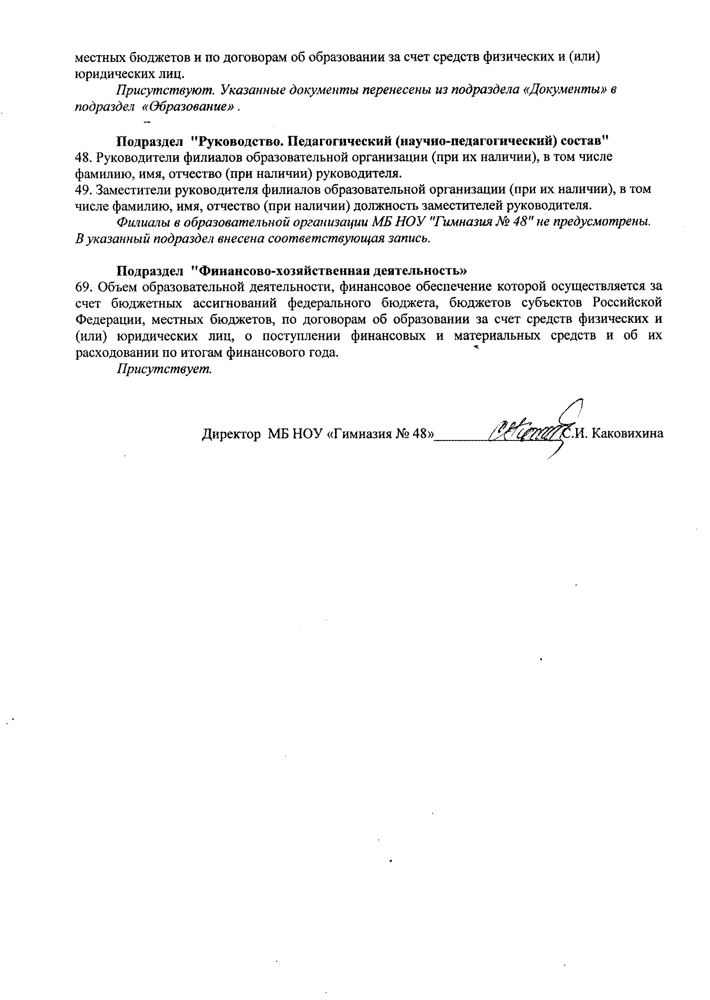 местных бюджетов и по договорам об образовании за счет средств физических и (или)
юридических лиц.
Присутствуют. Указанные документы перенесены из подраздела «Документы» в
подраздел «Образование» .
Подраздел "Руководство. Педагогический (научно-педагогический) состав"
48. Руководители филиалов образовательной организации (при их наличии), в том числе
фамилию, имя, отчество (при наличии) руководителя.
49. Заместители руководителя филиалов образовательной организации (при их наличии), в том
числе фамилию, имя, отчество (при наличии) должность заместителей руководителя.
Филиалы в образовательной организации МБ НОУ "Гимназия № 48" не предусмотрены.
В указанный подраздел внесена соответствующая запись.
Подраздел "Финансово-хозяйственная деятельность»
69. Объем образовательной деятельности, финансовое обеспечение которой осуществляется за
счет бюджетных ассигнований федерального бюджета, бюджетов субъектов Российской
Федерации, местных бюджетов, по договорам об образовании за счет средств физических и
(или) юридических лиц, о поступлении финансовых и материальных средств и об их
расходовании по итогам финансового года.
Присутствует.
Директор МБ НОУ «Гимназия № 48» С.И. Каковихина